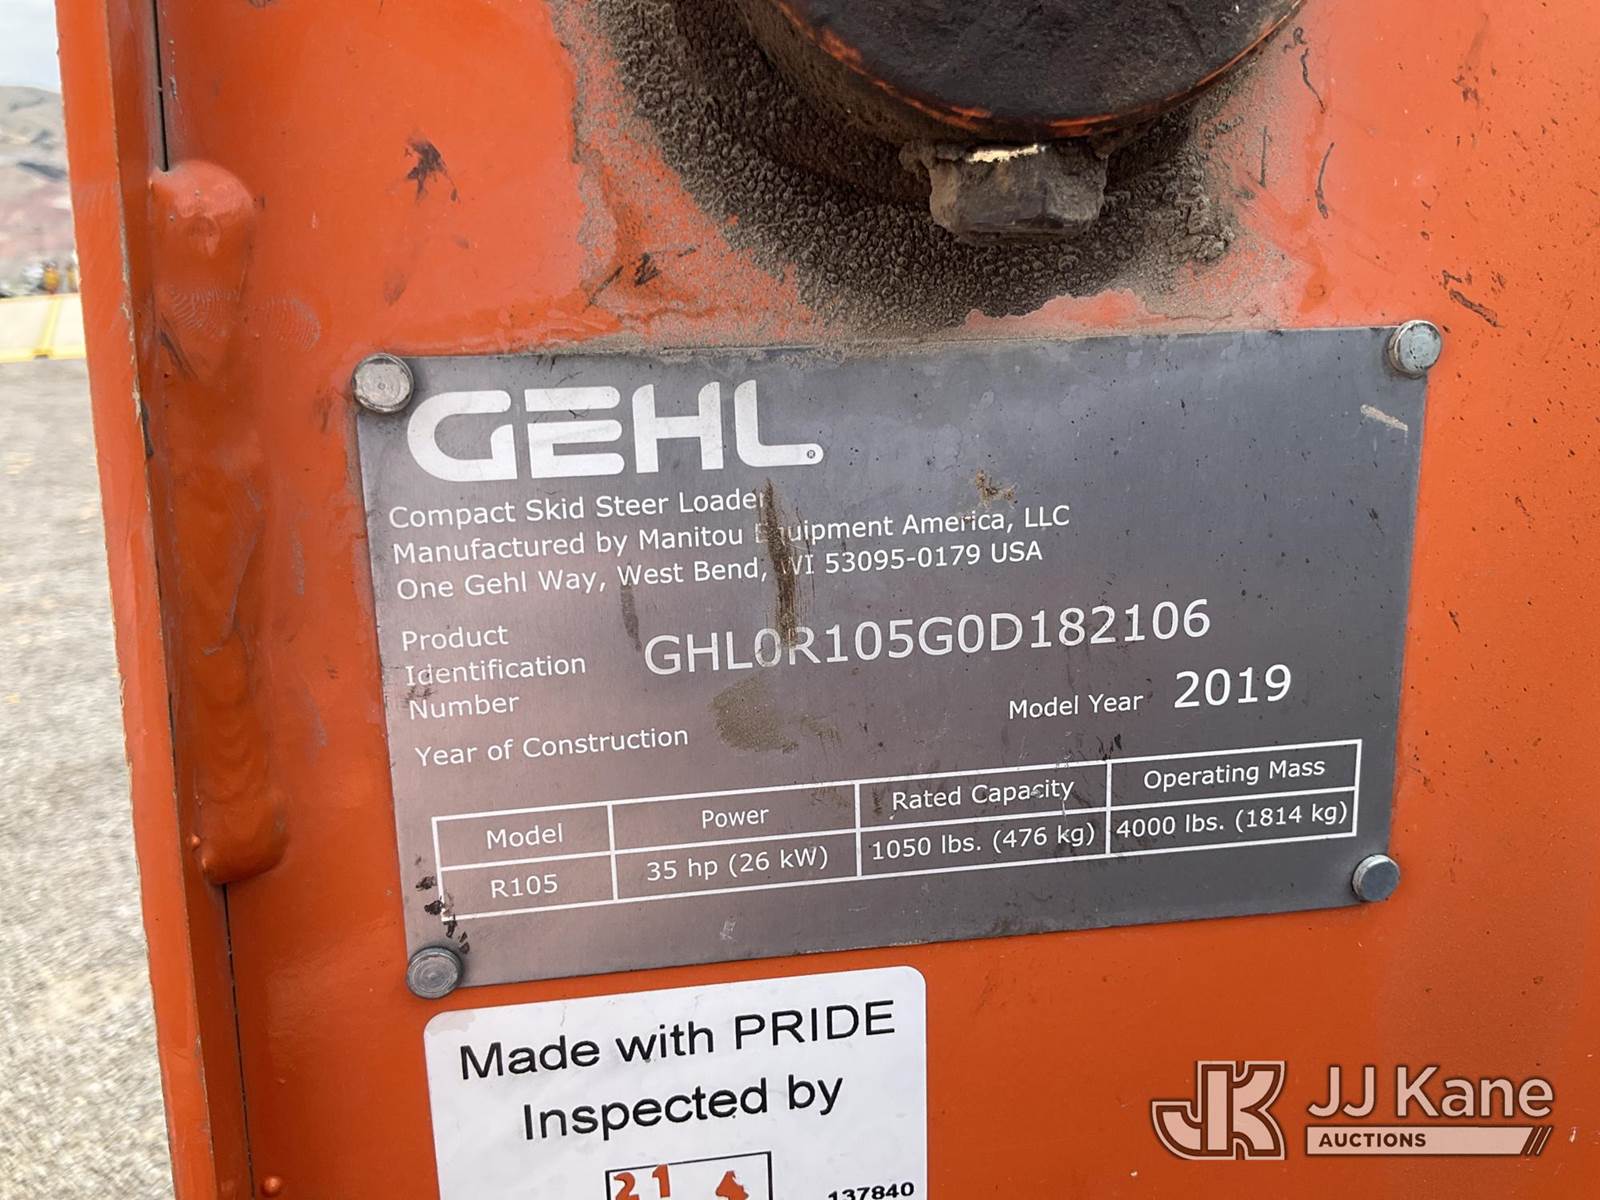 GEHL®
Compact Skid Steer Loader
Manufactured by Manitou Equipment America, LLC
One Gehl Way, West Bend, WI 53095-0179 USA
Product Identification Number GHL0R105G0D182106
Year of Construction
Model Year 2019
Model Power Rated Capacity Operating Mass
R105 35 hp (26 kW) 1050 lbs. (476 kg) 4000 lbs. (1814 kg)
Made with PRIDE
Inspected by
21
137840
JK JJ Kane
AUCTIONS